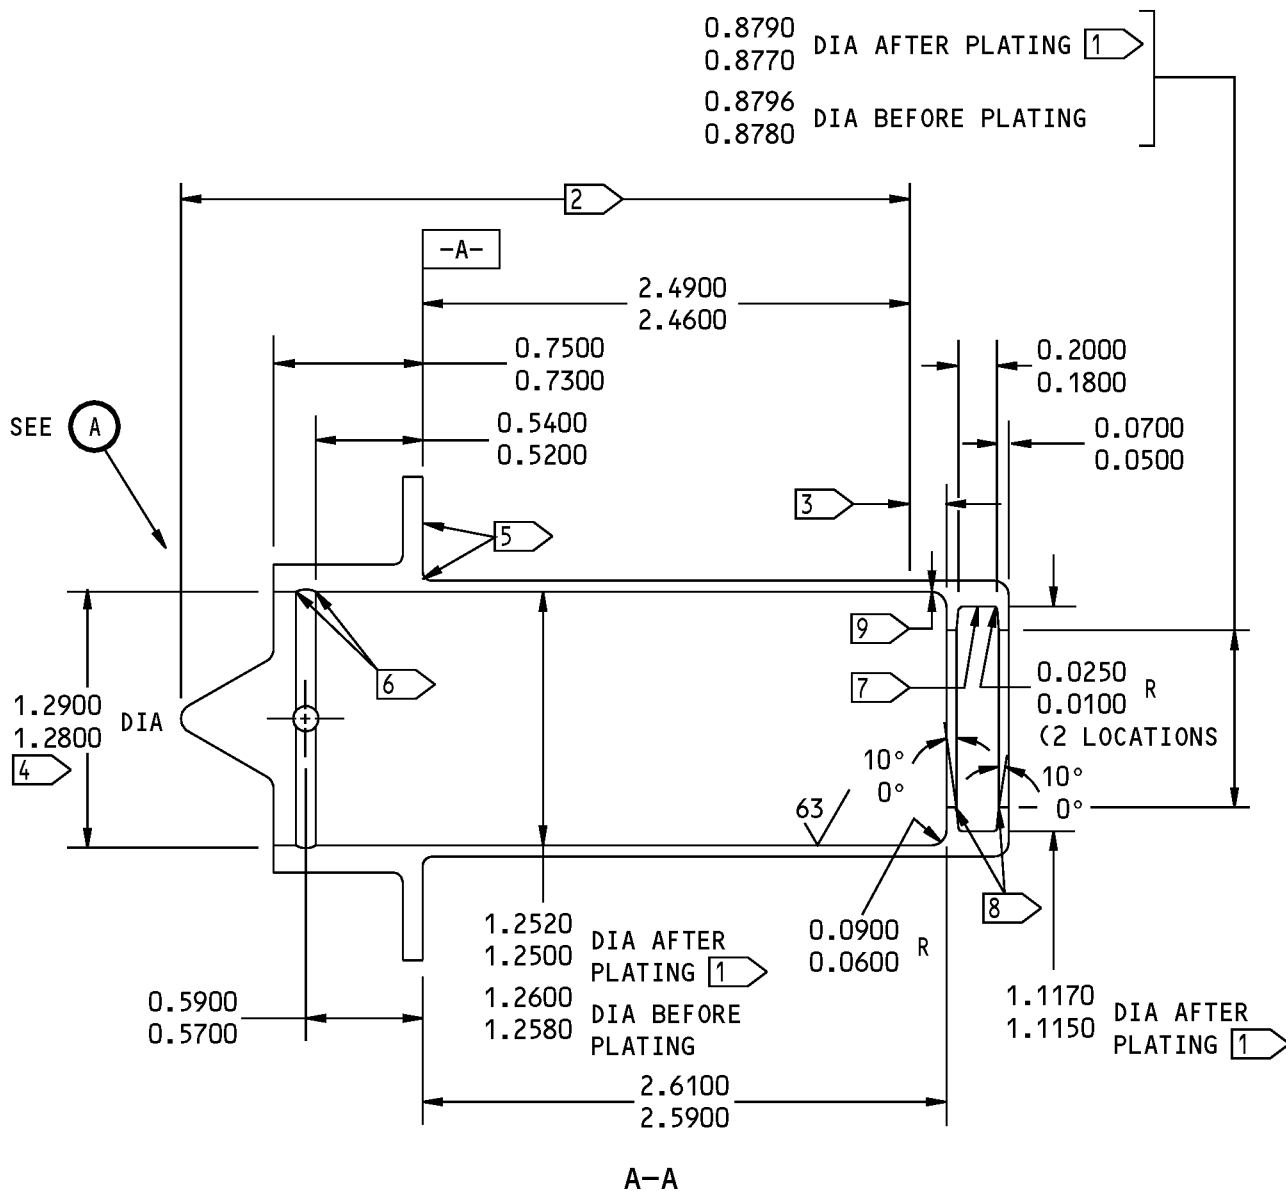 0.8790
0.8770 DIA AFTER PLATING 1
0.8796
0.8780 DIA BEFORE PLATING
2
-A-
2.4900
2.4600
0.7500
0.7300
0.2000
0.1800
SEE A
0.5400
0.5200
0.0700
0.0500
3
5
9
6
7
0.0250
0.0100 R
(2 LOCATIONS
1.2900
1.2800 DIA
4
10°
0°
10°
0°
63
8
1.2520
1.2500 DIA AFTER
PLATING 1
1.2600
1.2580 DIA BEFORE
PLATING
0.0900
0.0600 R
0.5900
0.5700
1.1170
1.1150 DIA AFTER
PLATING 1
2.6100
2.5900
A-A